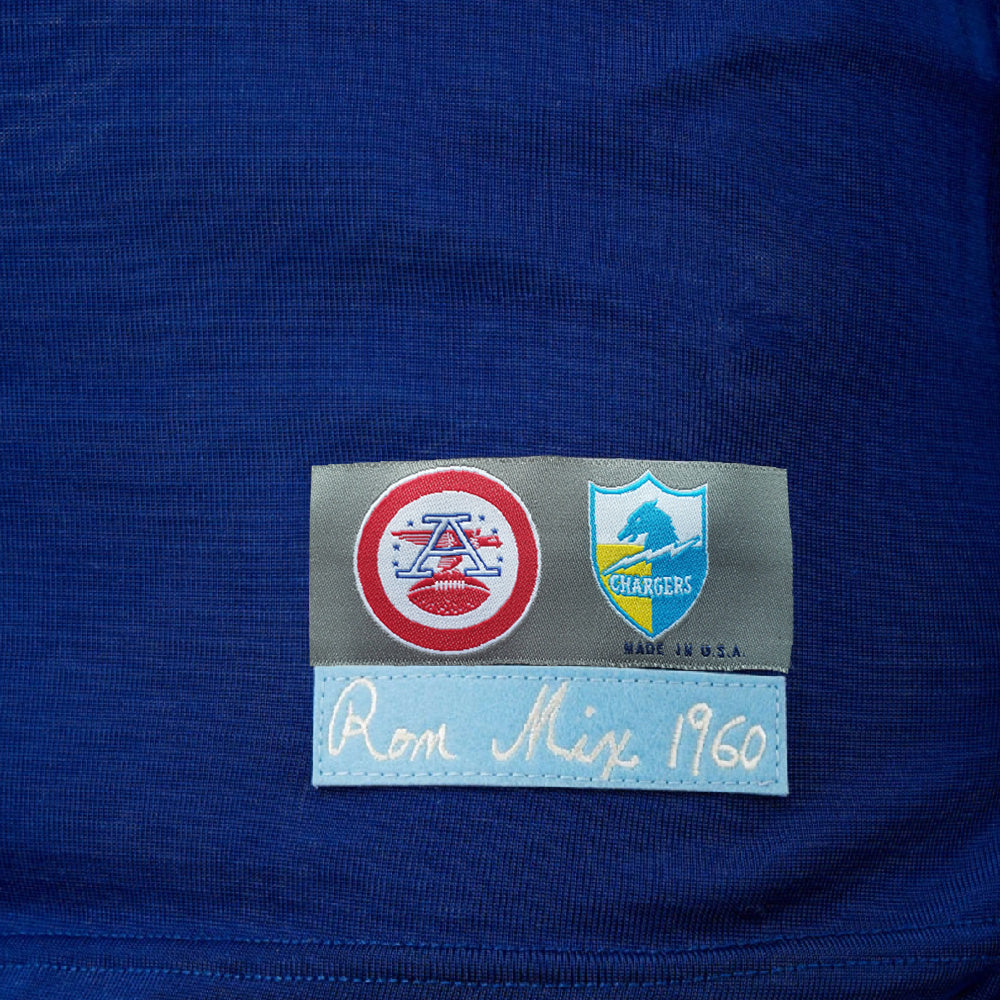 A
CHARGERS
MADE IN U.S.A.
Ron Mix 1960